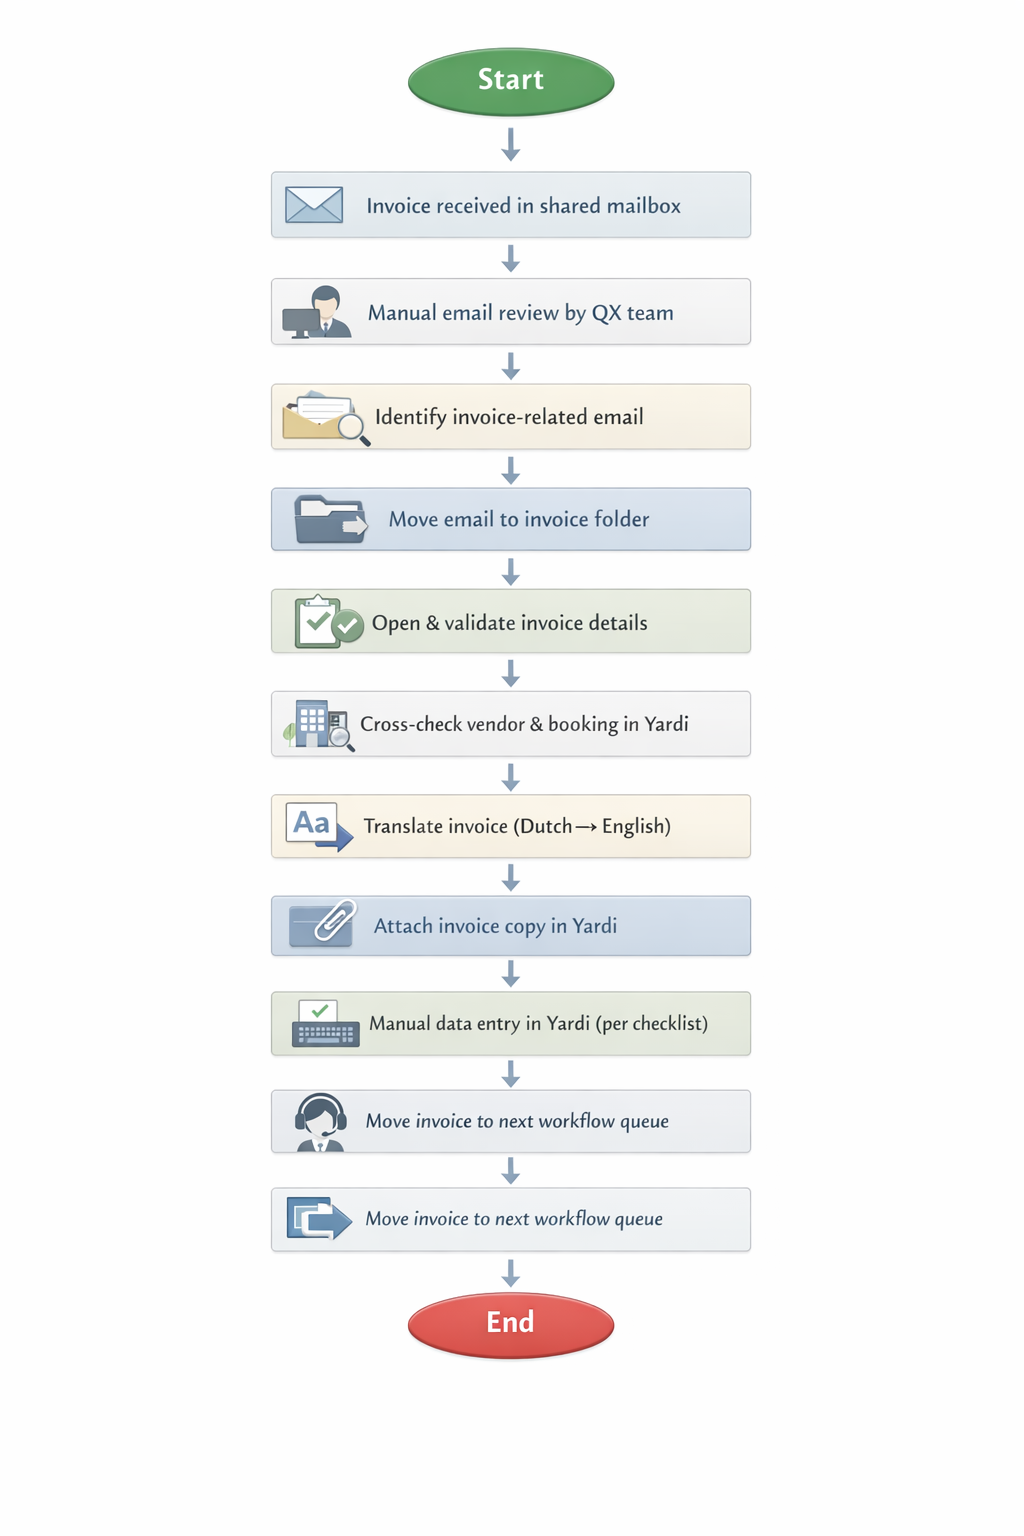 Start
Invoice received in shared mailbox
Manual email review by QX team
Identify invoice-related email
Move email to invoice folder
Open & validate invoice details
Cross-check vendor & booking in Yardi
Aa
Translate invoice (Dutch → English)
Attach invoice copy in Yardi
Manual data entry in Yardi (per checklist)
Move invoice to next workflow queue
Move invoice to next workflow queue
End